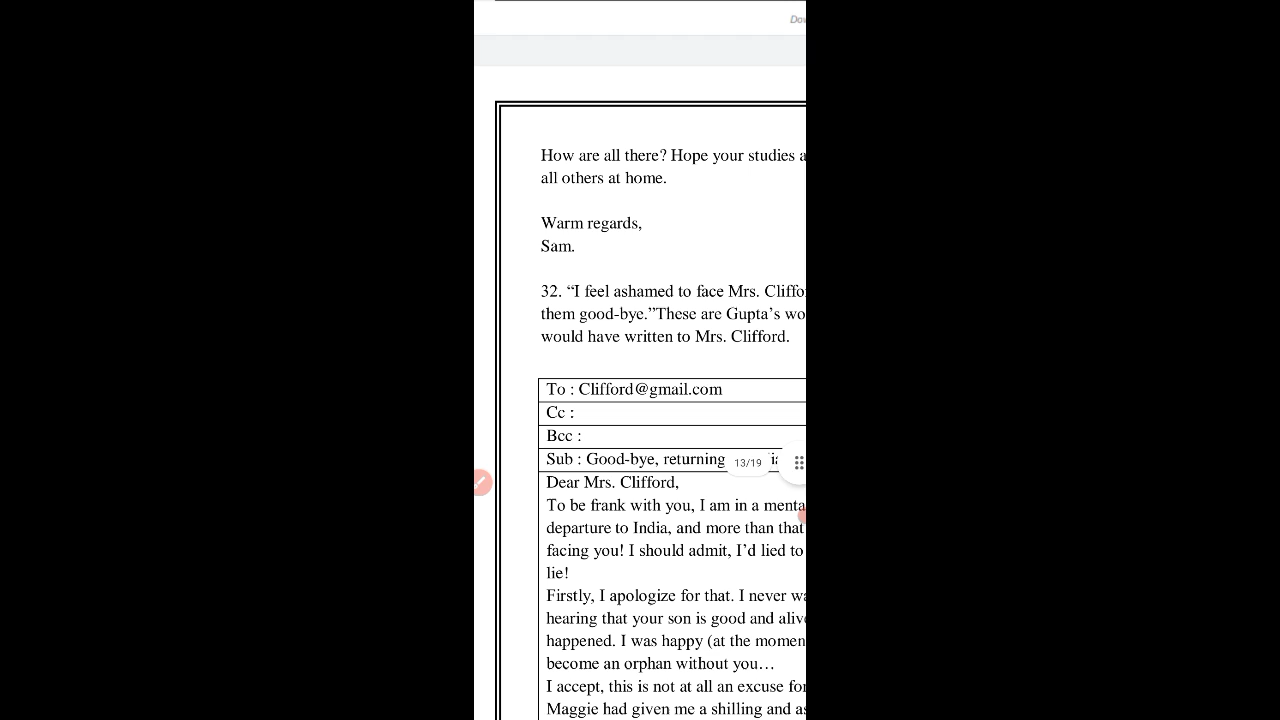 How are all there? Hope your studies a
all others at home.
Warm regards,
Sam.
32. “I feel ashamed to face Mrs. Cliffo
them good-bye.”These are Gupta’s wo
would have written to Mrs. Clifford.
To : Clifford@gmail.com
Cc :
Bcc :
Sub : Good-bye, returning
13/19
Dear Mrs. Clifford,
To be frank with you, I am in a menta
departure to India, and more than that
facing you! I should admit, I’d lied to
lie!
Firstly, I apologize for that. I never wa
hearing that your son is good and alive
happened. I was happy (at the momen
become an orphan without you…
I accept, this is not at all an excuse for
Maggie had given me a shilling and as